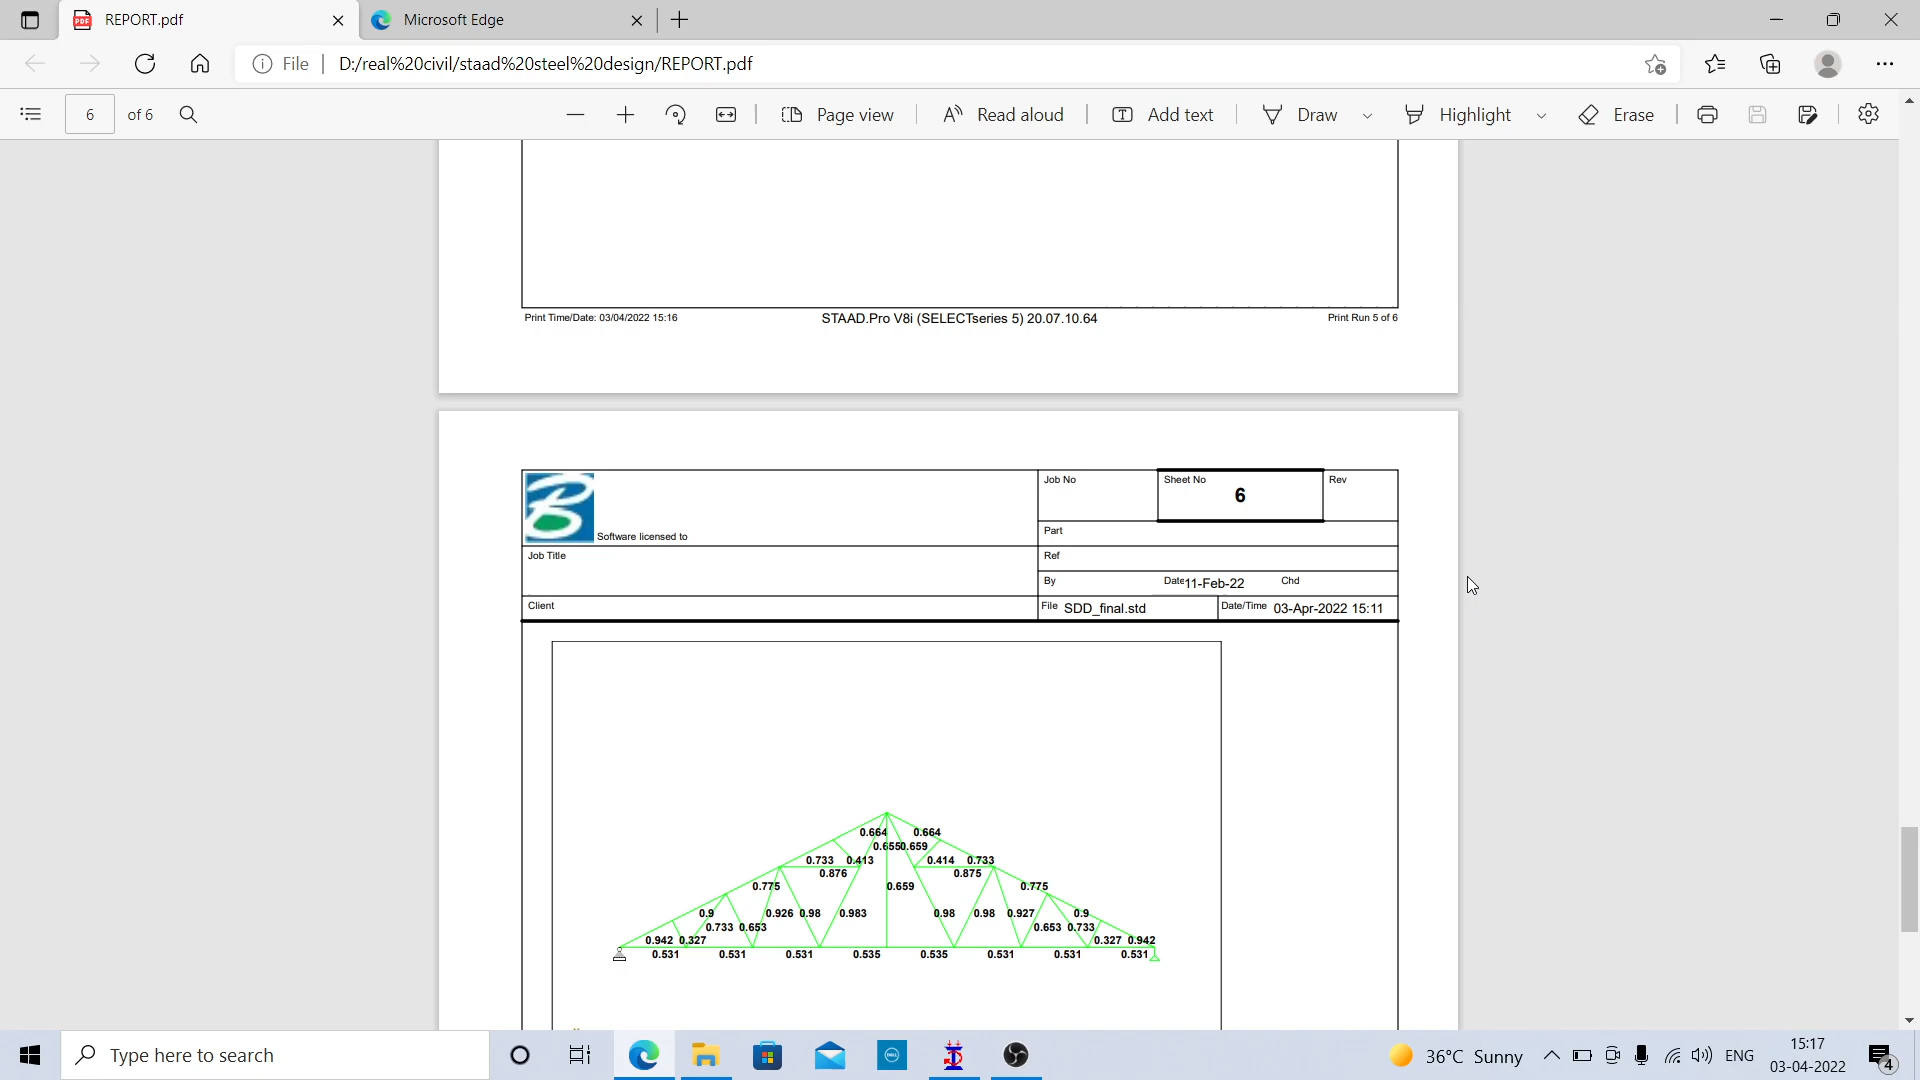 REPORT.pdf
Microsoft Edge
File
D:/real%20civil/staad%20steel%20design/REPORT.pdf
6 of 6
Page view
Read aloud
Add text
Draw
Highlight
Erase
Print Time/Date: 03/04/2022 15:16
STAAD.Pro V8i (SELECTseries 5) 20.07.10.64
Print Run 5 of 6
Software licensed to
Job No
Sheet No
6
Rev
Part
Job Title
Ref
By
Date11-Feb-22
Chd
Client
File SDD_final.std
Date/Time 03-Apr-2022 15:11
0.664 0.664
0.655 0.659
0.733 0.413 0.414 0.733
0.876 0.875
0.775 0.659 0.775
0.9 0.926 0.98 0.983 0.98 0.98 0.927 0.9
0.733 0.653 0.653 0.733
0.942 0.327 0.327 0.942
0.531 0.531 0.531 0.535 0.535 0.531 0.531 0.531
Type here to search
36°C Sunny
ENG
15:17
03-04-2022
4